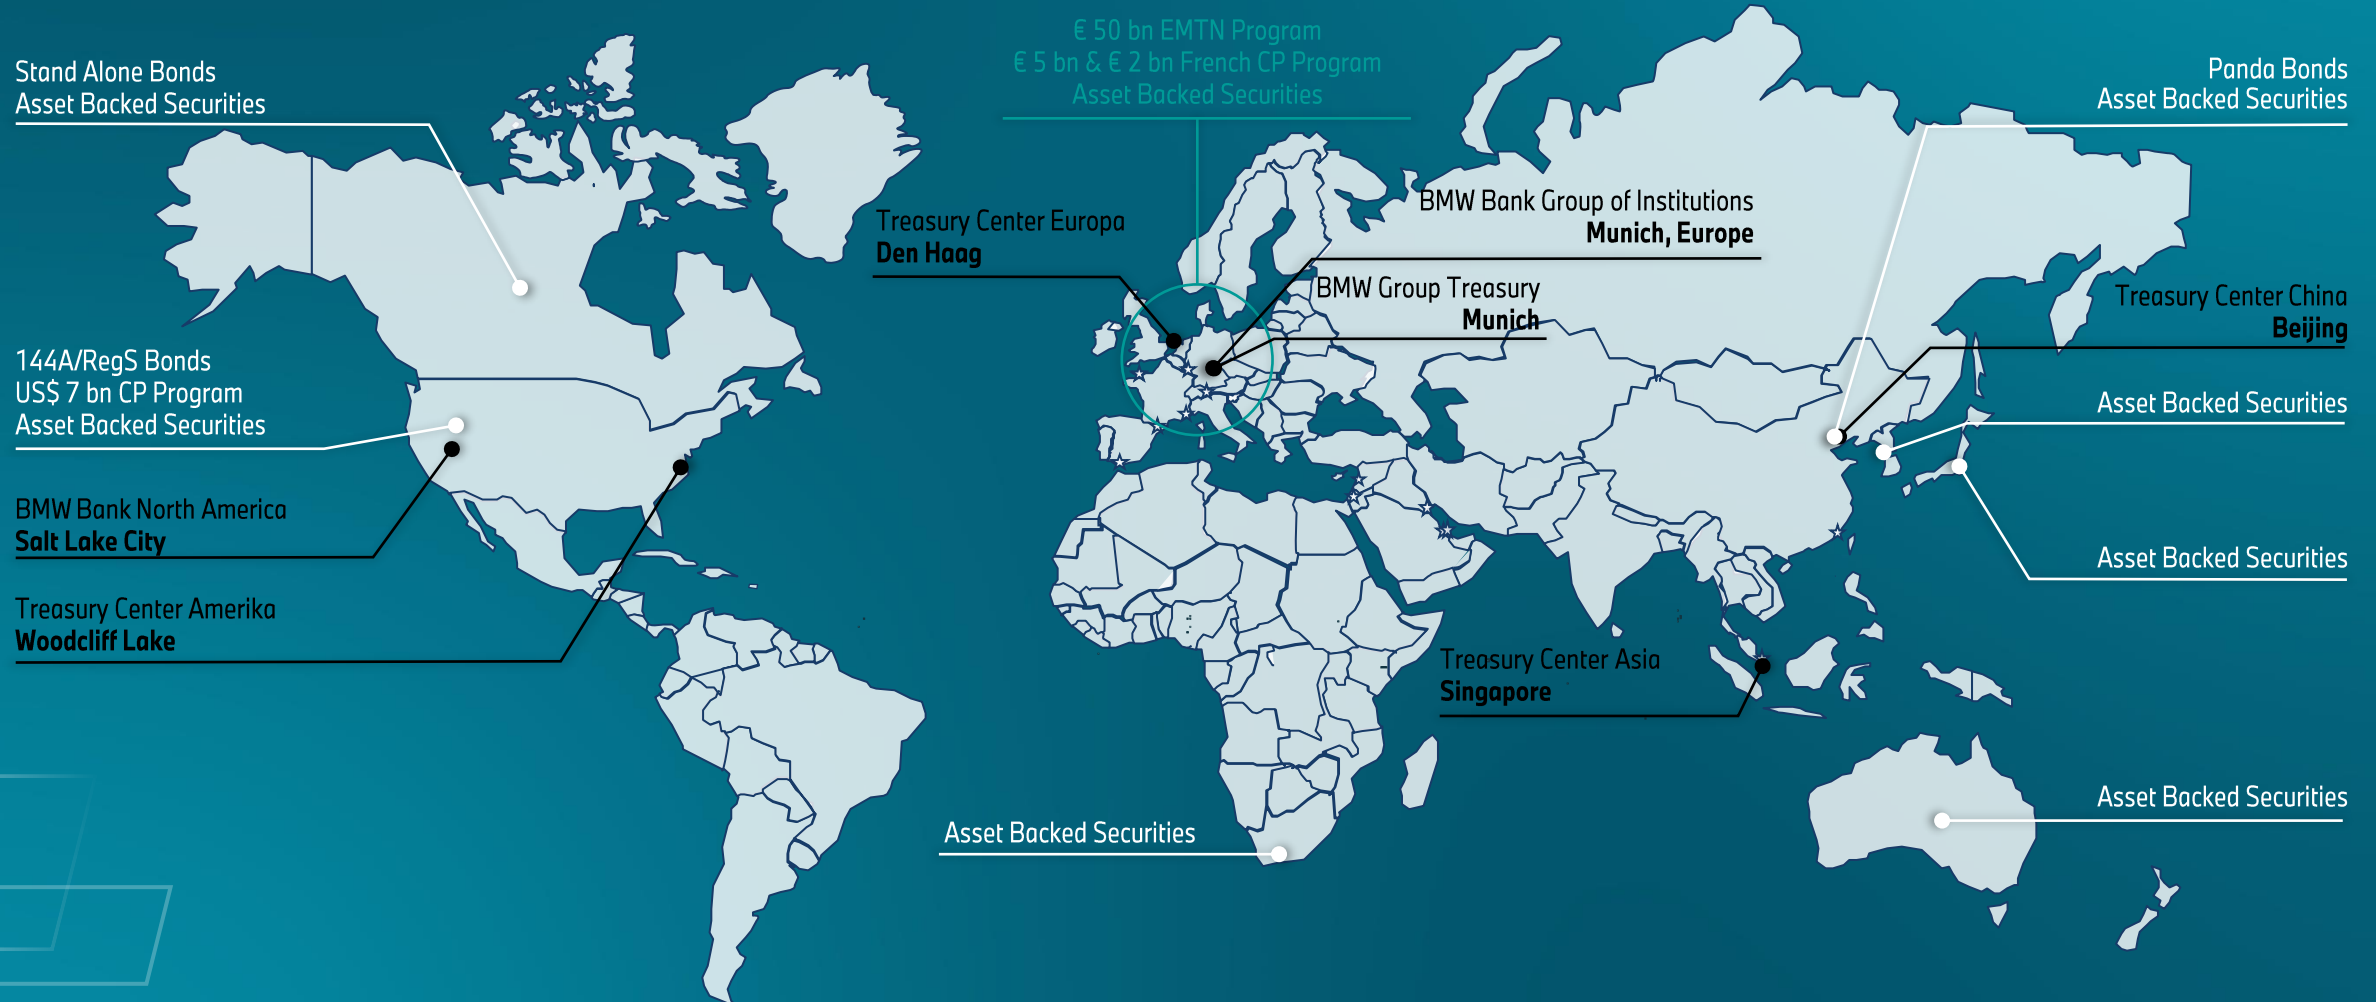 Stand Alone Bonds
Asset Backed Securities
144A/RegS Bonds
US$ 7 bn CP Program
Asset Backed Securities
BMW Bank North America
Salt Lake City
Treasury Center Amerika
Woodcliff Lake
€ 50 bn EMTN Program
€ 5 bn & € 2 bn French CP Program
Asset Backed Securities
Treasury Center Europa
Den Haag
BMW Bank Group of Institutions
Munich, Europe
BMW Group Treasury
Munich
Asset Backed Securities
Treasury Center Asia
Singapore
Panda Bonds
Asset Backed Securities
Treasury Center China
Beijing
Asset Backed Securities
Asset Backed Securities
Asset Backed Securities